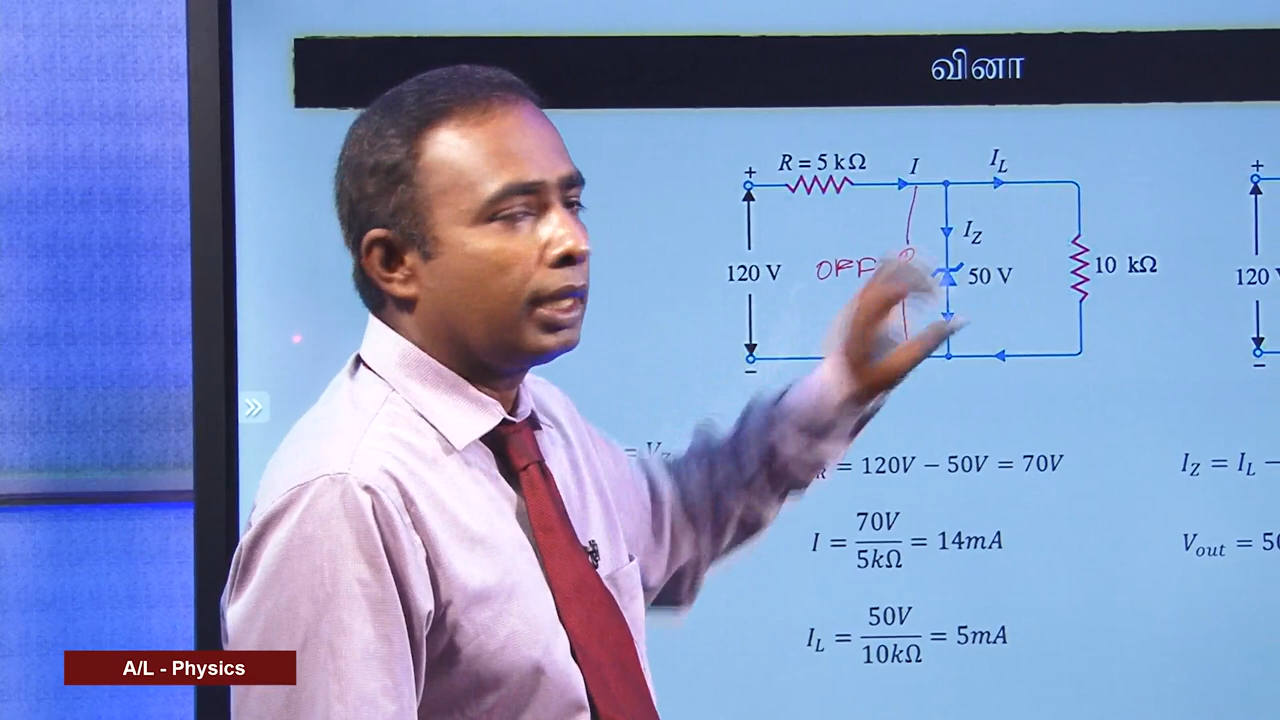 வினா
R = 5 kΩ
I
I_L
+
+
I_Z
120 V
OFF
50 V
10 kΩ
120
−
−
= V_Z
R = 120V − 50V = 70V
I_Z = I_L −
I = 70V / 5kΩ = 14mA
V_out = 50
I_L = 50V / 10kΩ = 5mA
A/L - Physics